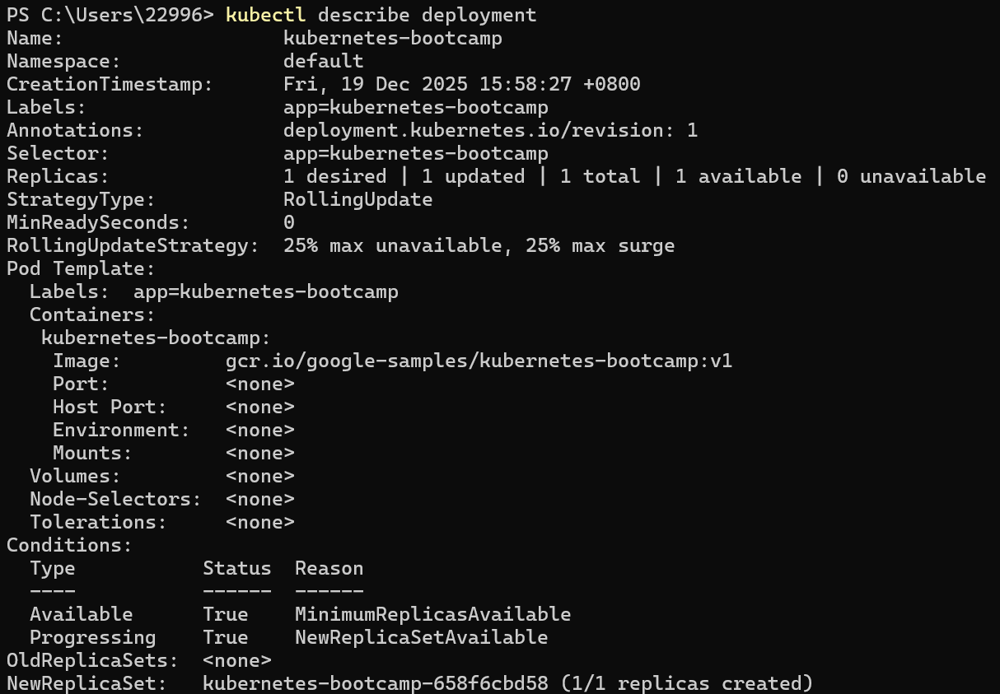 PS C:\Users\22996> kubectl describe deployment
Name:                   kubernetes-bootcamp
Namespace:              default
CreationTimestamp:      Fri, 19 Dec 2025 15:58:27 +0800
Labels:                 app=kubernetes-bootcamp
Annotations:            deployment.kubernetes.io/revision: 1
Selector:               app=kubernetes-bootcamp
Replicas:               1 desired | 1 updated | 1 total | 1 available | 0 unavailable
StrategyType:           RollingUpdate
MinReadySeconds:        0
RollingUpdateStrategy:  25% max unavailable, 25% max surge
Pod Template:
  Labels:  app=kubernetes-bootcamp
  Containers:
   kubernetes-bootcamp:
    Image:         gcr.io/google-samples/kubernetes-bootcamp:v1
    Port:          <none>
    Host Port:     <none>
    Environment:   <none>
    Mounts:        <none>
  Volumes:         <none>
  Node-Selectors:  <none>
  Tolerations:     <none>
Conditions:
  Type           Status  Reason
  ----           ------  ------
  Available      True    MinimumReplicasAvailable
  Progressing    True    NewReplicaSetAvailable
OldReplicaSets:  <none>
NewReplicaSet:   kubernetes-bootcamp-658f6cbd58 (1/1 replicas created)